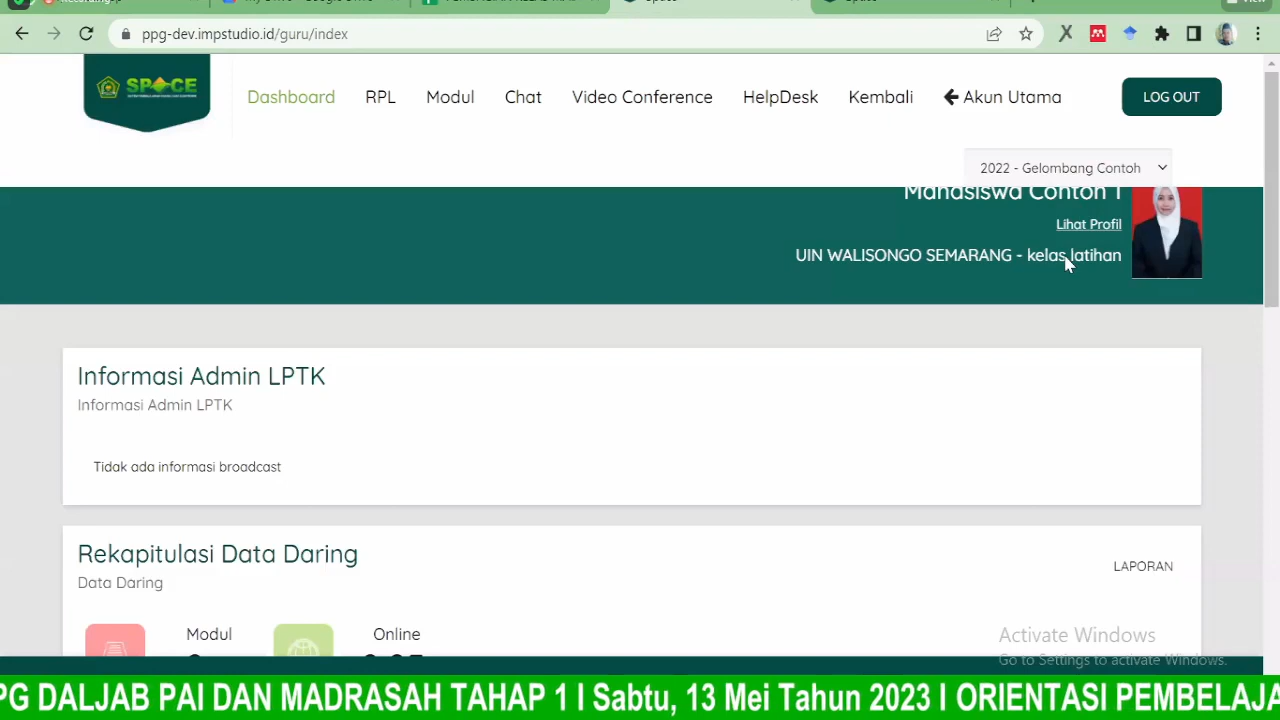 ppg-dev.impstudio.id/guru/index
SPACE
Dashboard RPL Modul Chat Video Conference HelpDesk Kembali Akun Utama LOG OUT
2022 - Gelombang Contoh
Mahasiswa Contoh 1
Lihat Profil
UIN WALISONGO SEMARANG - kelas latihan
Informasi Admin LPTK
Informasi Admin LPTK
Tidak ada informasi broadcast
Rekapitulasi Data Daring
LAPORAN
Data Daring
Modul Online
Activate Windows
Go to Settings to activate Windows.
PG DALJAB PAI DAN MADRASAH TAHAP 1 I Sabtu, 13 Mei Tahun 2023 I ORIENTASI PEMBELAJA